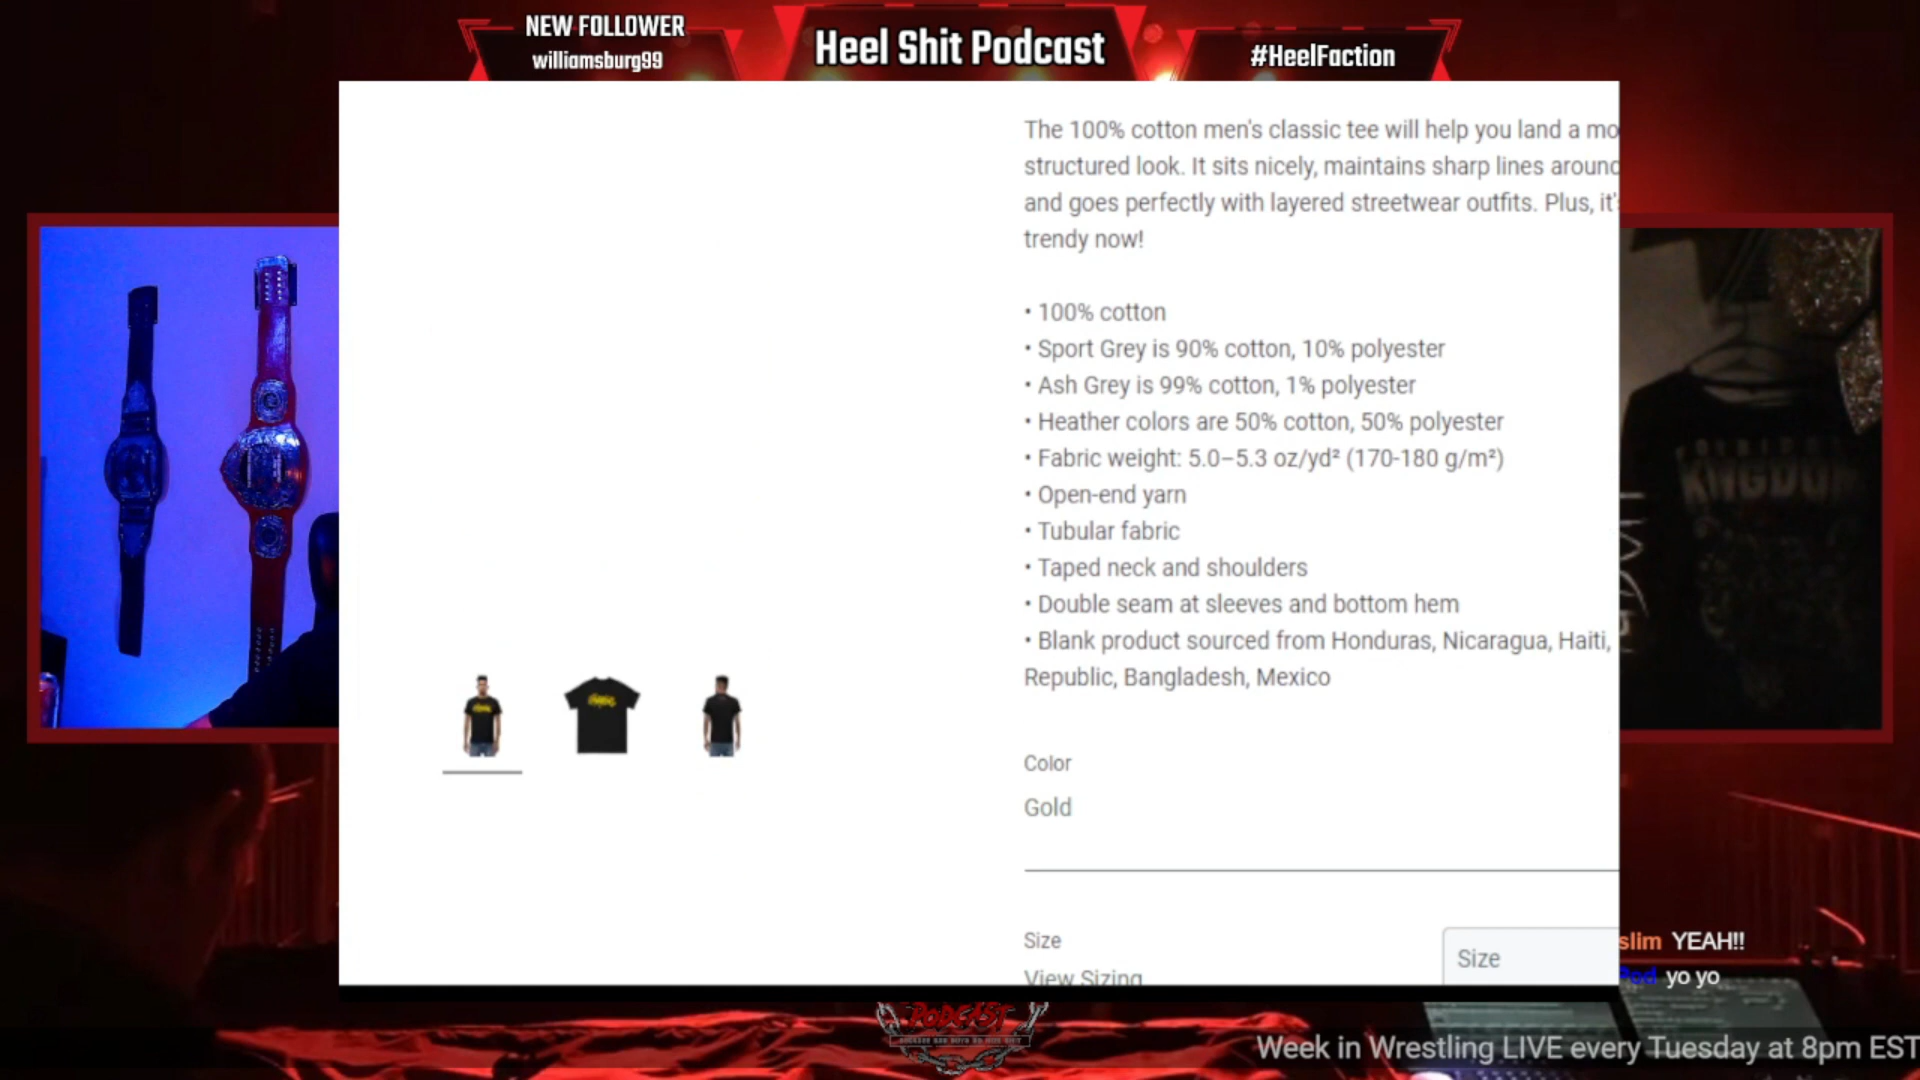 NEW FOLLOWER
williamsburg99
Heel Shit Podcast
#HeelFaction
The 100% cotton men's classic tee will help you land a mo
structured look. It sits nicely, maintains sharp lines around
and goes perfectly with layered streetwear outfits. Plus, it'
trendy now!
• 100% cotton
• Sport Grey is 90% cotton, 10% polyester
• Ash Grey is 99% cotton, 1% polyester
• Heather colors are 50% cotton, 50% polyester
• Fabric weight: 5.0–5.3 oz/yd² (170-180 g/m²)
• Open-end yarn
• Tubular fabric
• Taped neck and shoulders
• Double seam at sleeves and bottom hem
• Blank product sourced from Honduras, Nicaragua, Haiti,
Republic, Bangladesh, Mexico
Color
Gold
Size
Size
View Sizing
KINGDOM
slim YEAH!!
Pod yo yo
PODCAST
Week in Wrestling LIVE every Tuesday at 8pm EST